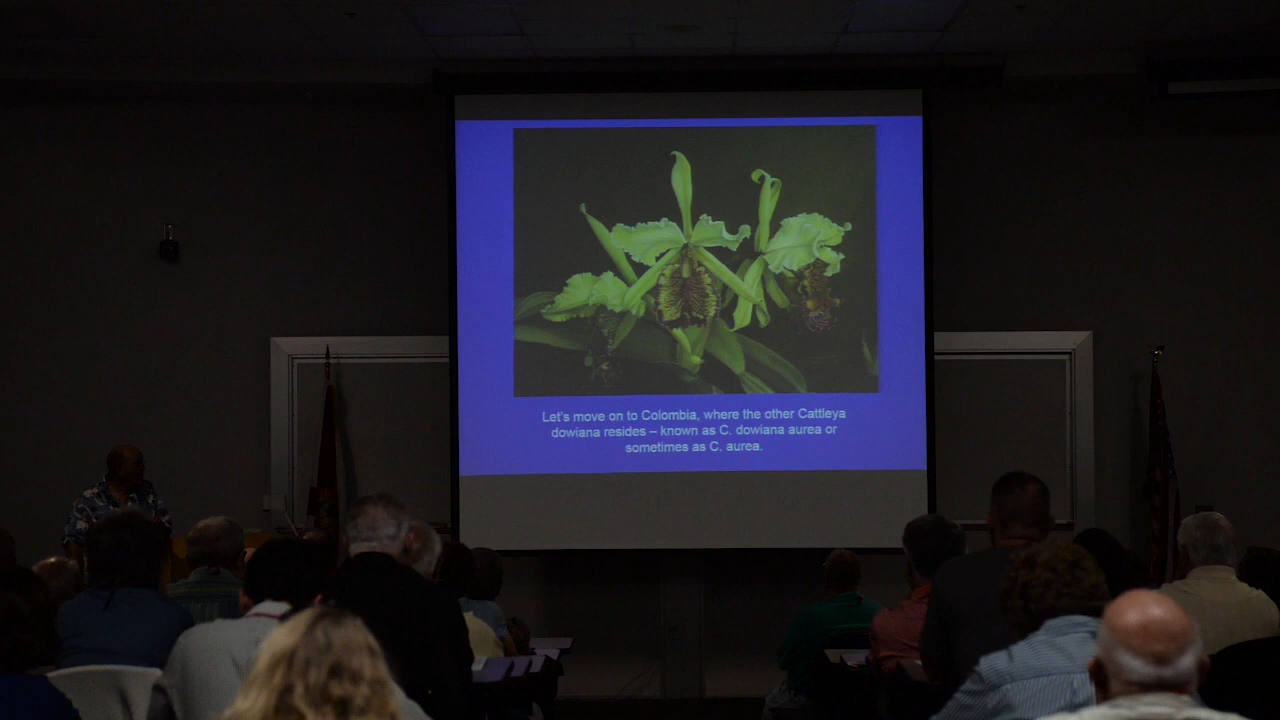 Let's move on to Colombia, where the other Cattleya
dowiana resides – known as C. dowiana aurea or
sometimes as C. aurea.